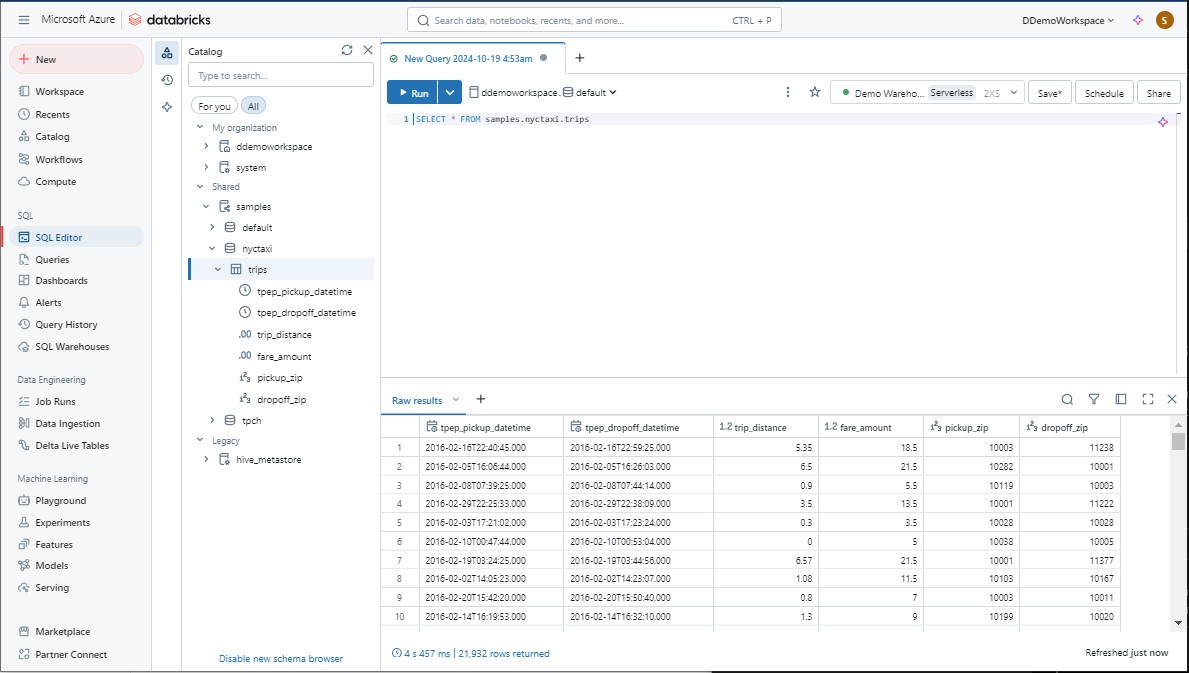 Microsoft Azure databricks Search data, notebooks, recents, and more... CTRL + P DDemoWorkspace S
New
Workspace
Recents
Catalog
Workflows
Compute
SQL
SQL Editor
Queries
Dashboards
Alerts
Query History
SQL Warehouses
Data Engineering
Job Runs
Data Ingestion
Delta Live Tables
Machine Learning
Playground
Experiments
Features
Models
Serving
Marketplace
Partner Connect
Catalog
Type to search...
For you All
My organization
ddemoworkspace
system
Shared
samples
default
nyctaxi
trips
tpep_pickup_datetime
tpep_dropoff_datetime
.00 trip_distance
.00 fare_amount
123 pickup_zip
123 dropoff_zip
tpch
Legacy
hive_metastore
Disable new schema browser
New Query 2024-10-19 4:53am +
Run ddemoworkspace. default Demo Wareho... Serverless 2XS Save* Schedule Share
1 SELECT * FROM samples.nyctaxi.trips
Raw results +
tpep_pickup_datetime tpep_dropoff_datetime 1.2 trip_distance 1.2 fare_amount 123 pickup_zip 123 dropoff_zip
1 2016-02-16T22:40:45.000 2016-02-16T22:59:25.000 5.35 18.5 10003 11238
2 2016-02-05T16:06:44.000 2016-02-05T16:26:03.000 6.5 21.5 10282 10001
3 2016-02-08T07:39:25.000 2016-02-08T07:44:14.000 0.9 5.5 10119 10003
4 2016-02-29T22:25:33.000 2016-02-29T22:38:09.000 3.5 13.5 10001 11222
5 2016-02-03T17:21:02.000 2016-02-03T17:23:24.000 0.3 3.5 10028 10028
6 2016-02-10T00:47:44.000 2016-02-10T00:53:04.000 0 5 10038 10005
7 2016-02-19T03:24:25.000 2016-02-19T03:44:56.000 6.57 21.5 10001 11377
8 2016-02-02T14:05:23.000 2016-02-02T14:23:07.000 1.08 11.5 10103 10167
9 2016-02-20T15:42:20.000 2016-02-20T15:50:40.000 0.8 7 10003 10011
10 2016-02-14T16:19:53.000 2016-02-14T16:32:10.000 1.3 9 10199 10020
4 s 457 ms | 21,932 rows returned Refreshed just now